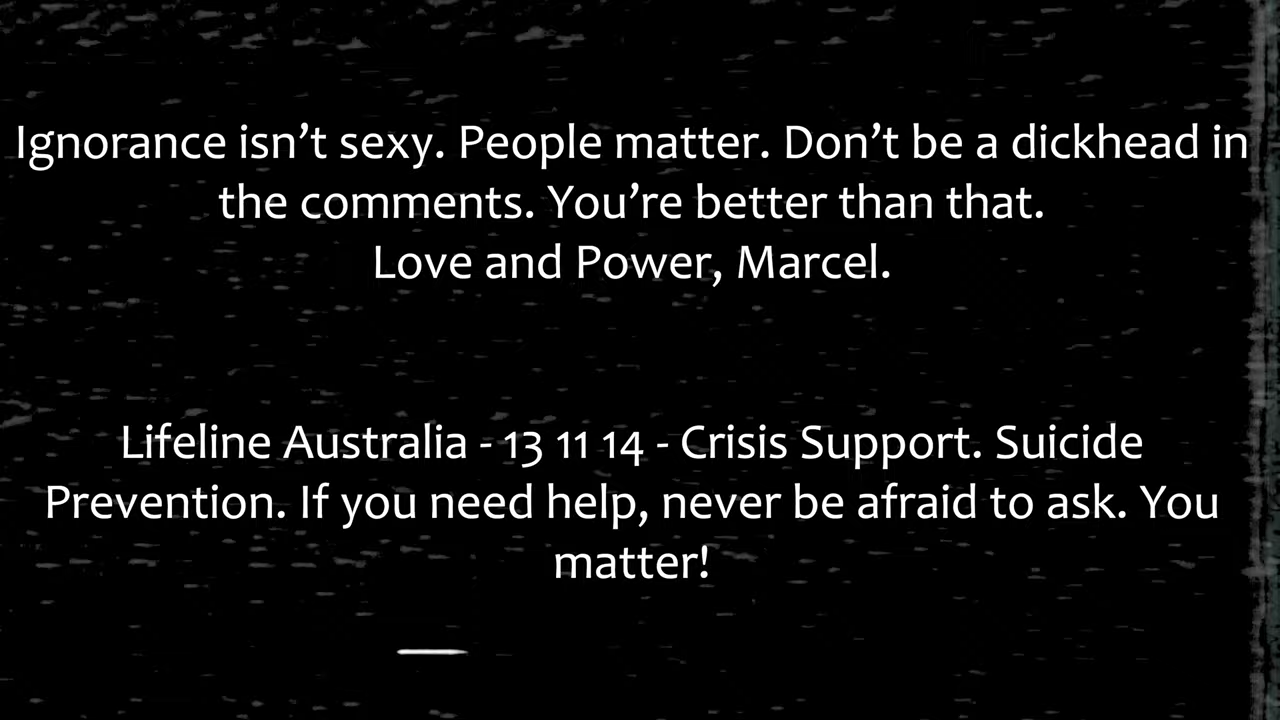 Ignorance isn’t sexy. People matter. Don’t be a dickhead in
the comments. You’re better than that.
Love and Power, Marcel.
Lifeline Australia - 13 11 14 - Crisis Support. Suicide
Prevention. If you need help, never be afraid to ask. You
matter!